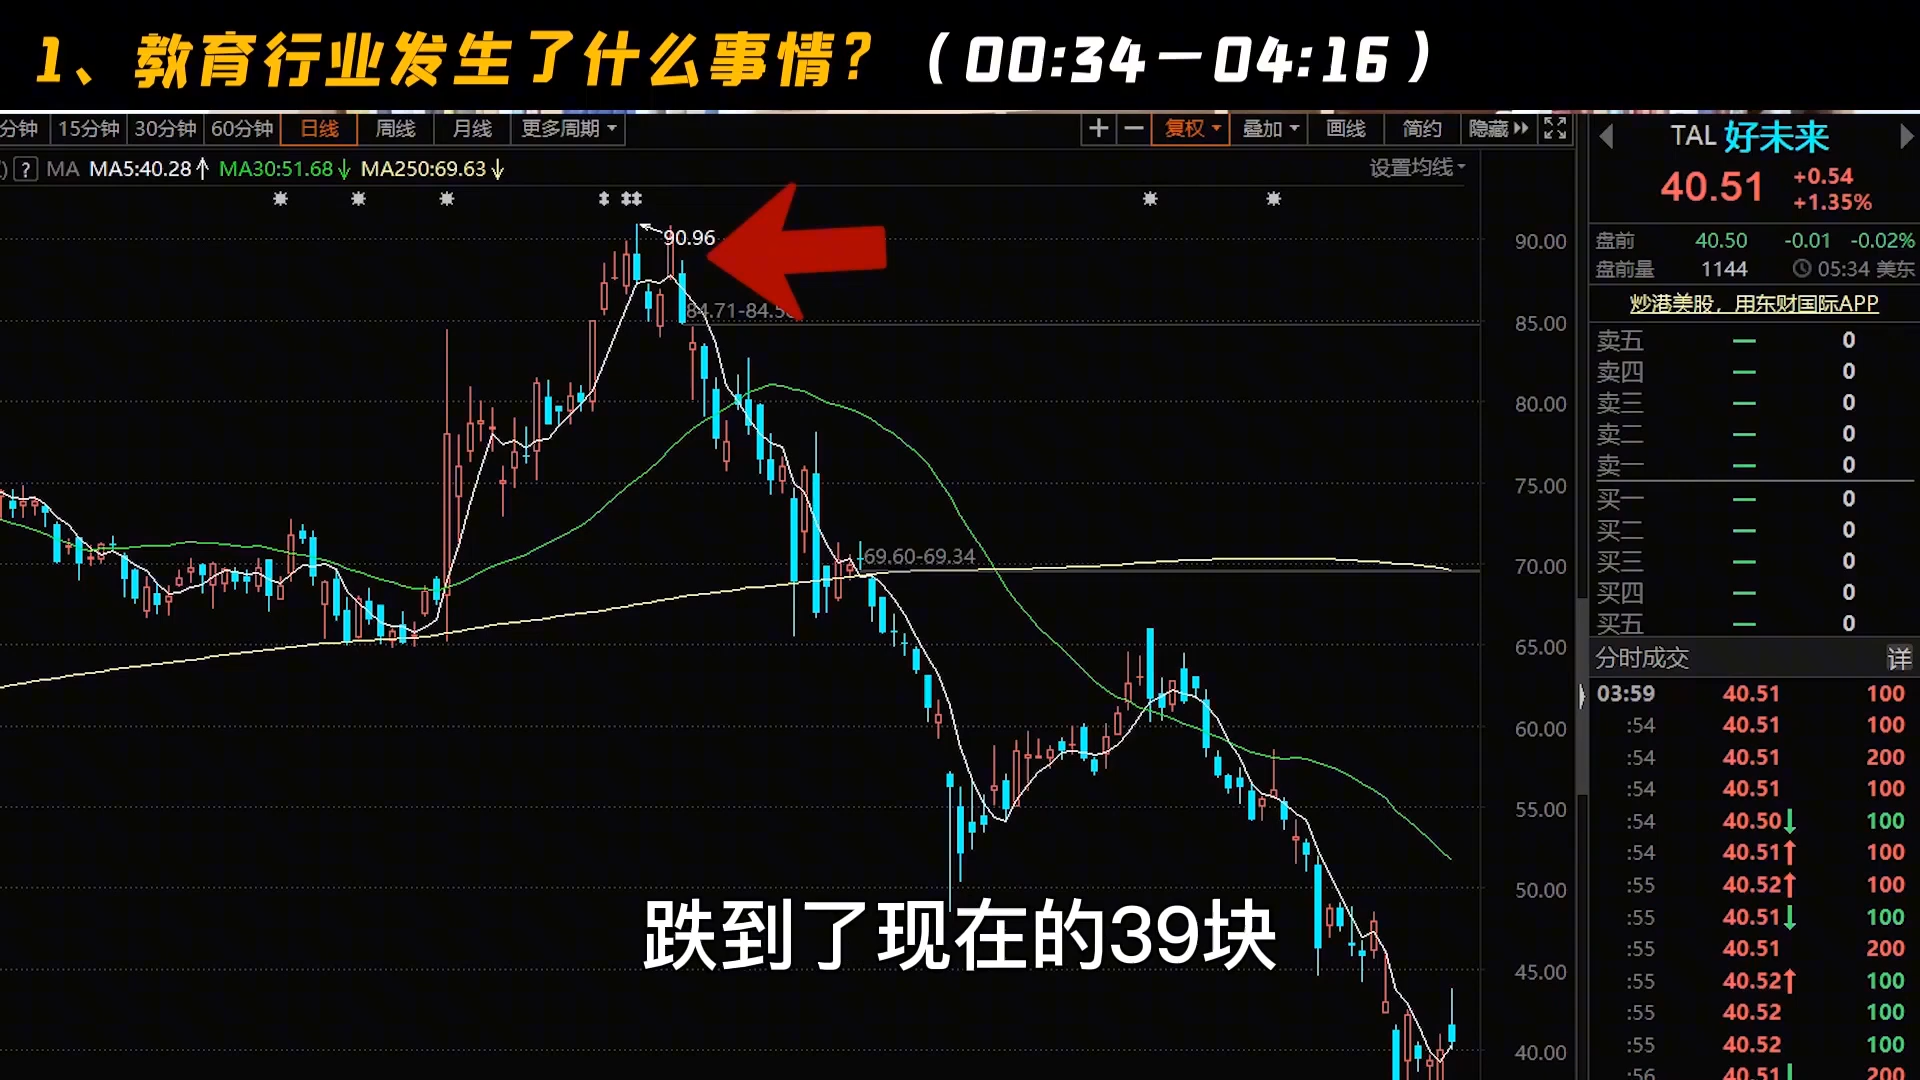 1、教育行业发生了什么事情？（00:34—04:16）
分钟 15分钟 30分钟 60分钟 日线 周线 月线 更多周期 + − 复权 叠加 画线 简约 隐藏
) ? MA MA5:40.28↑ MA30:51.68↓ MA250:69.63↓ 设置均线
90.96
84.71-84.5
69.60-69.34
90.00
85.00
80.00
75.00
70.00
65.00
60.00
55.00
50.00
45.00
40.00
跌到了现在的39块
TAL 好未来
40.51 +0.54
+1.35%
盘前 40.50 -0.01 -0.02%
盘前量 1144 05:34 美东
炒港美股，用东财国际APP
卖五 — 0
卖四 — 0
卖三 — 0
卖二 — 0
卖一 — 0
买一 — 0
买二 — 0
买三 — 0
买四 — 0
买五 — 0
分时成交 详
03:59 40.51 100
:54 40.51 100
:54 40.51 200
:54 40.51 100
:54 40.50↓ 100
:54 40.51↑ 100
:55 40.52↑ 100
:55 40.51↓ 100
:55 40.51 200
:55 40.52↑ 100
:55 40.52 100
:55 40.52 100
:56 40.51↓ 200